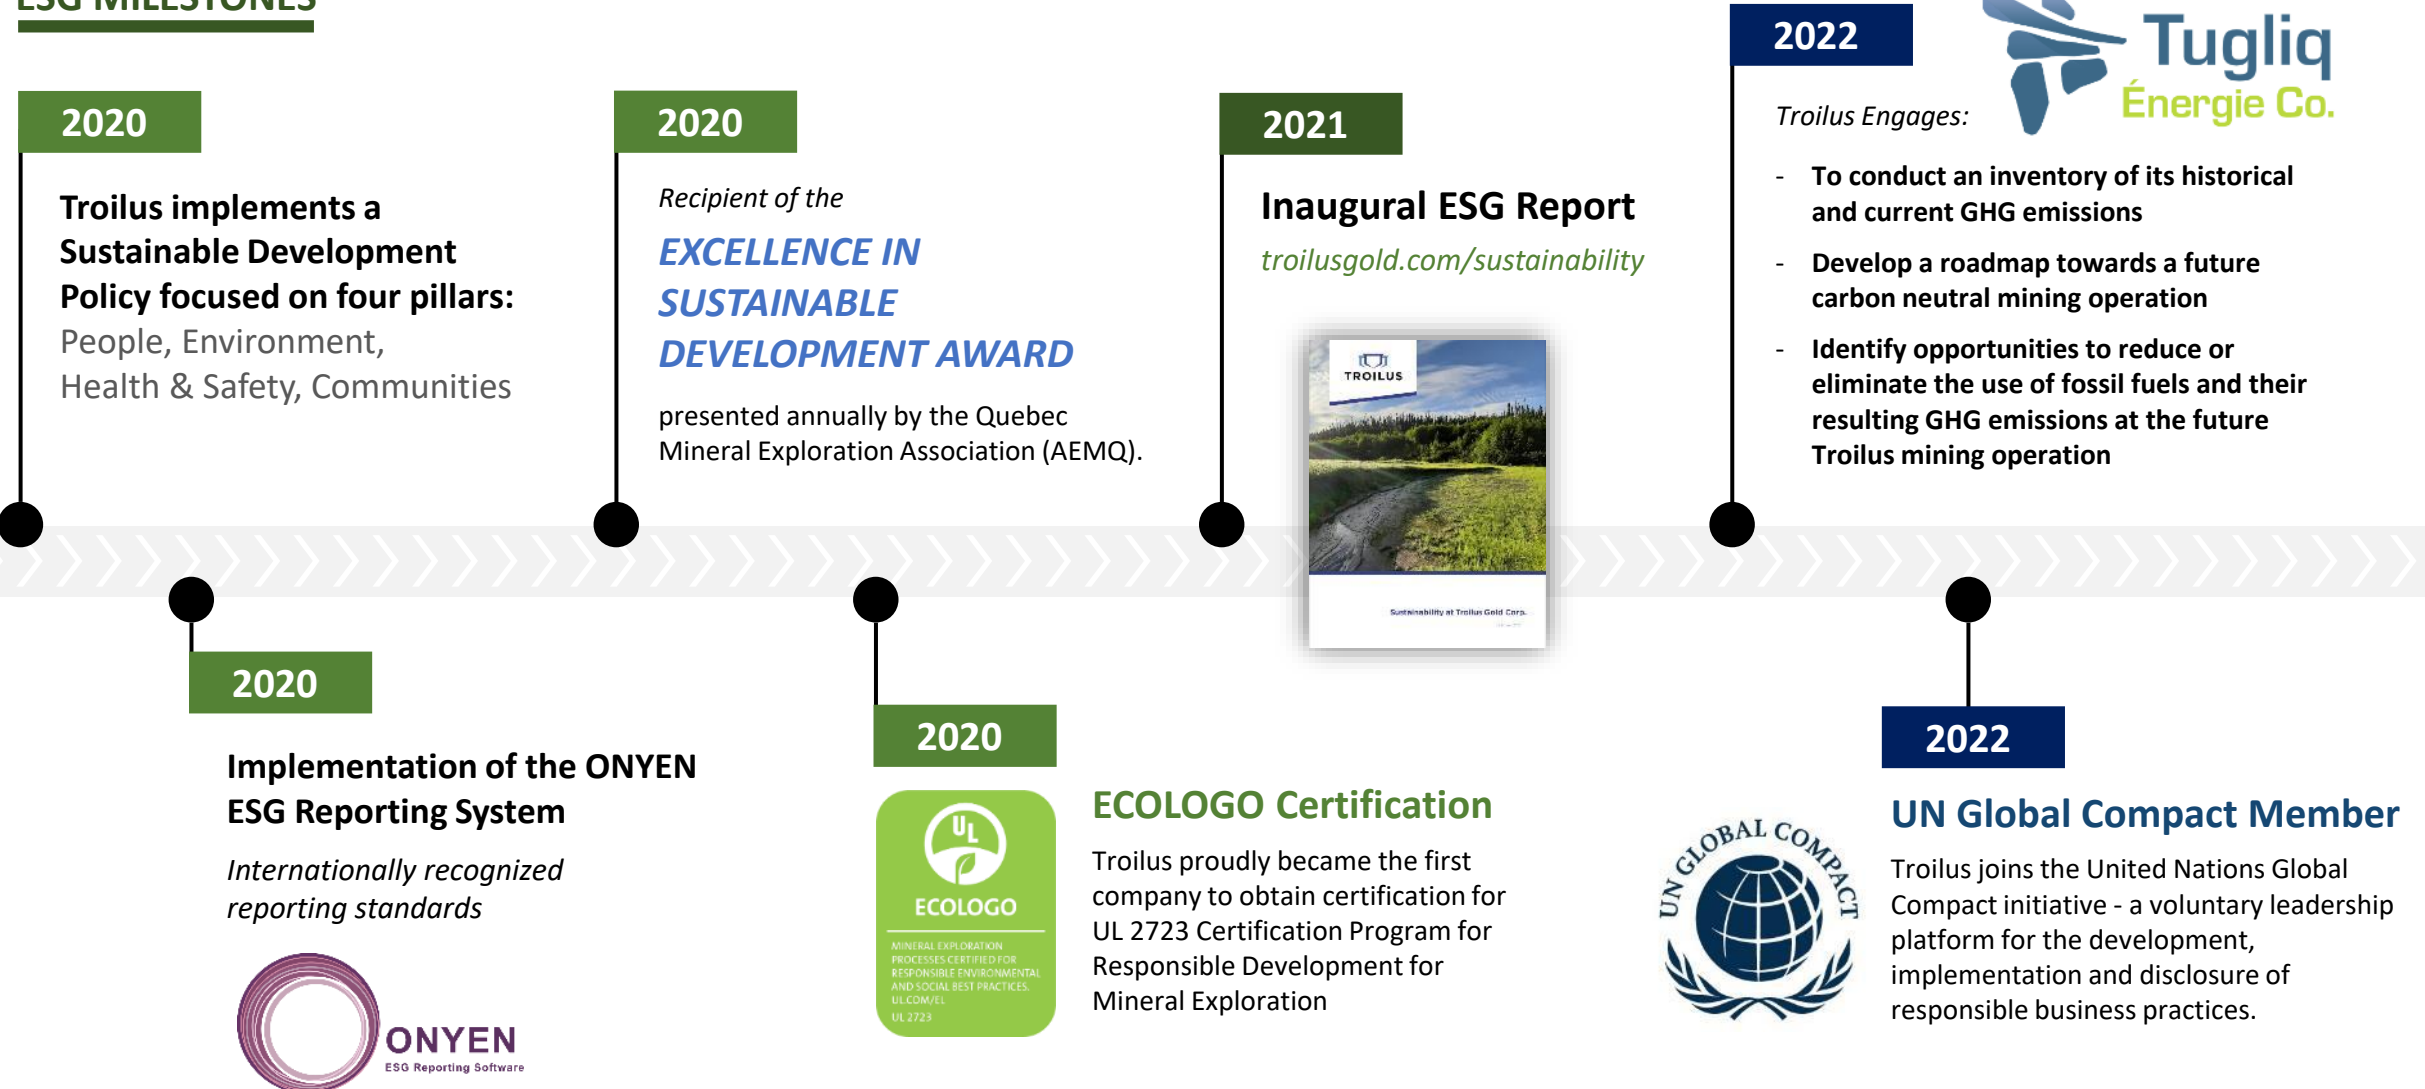 ESG MILESTONES
2020
Troilus implements a
Sustainable Development
Policy focused on four pillars:
People, Environment,
Health & Safety, Communities
2020
Recipient of the
EXCELLENCE IN
SUSTAINABLE
DEVELOPMENT AWARD
presented annually by the Quebec
Mineral Exploration Association (AEMQ).
2021
Inaugural ESG Report
troilusgold.com/sustainability
TROILUS
Sustainability at Troilus Gold Corp.
2022
Tugliq
Énergie Co.
Troilus Engages:
- To conduct an inventory of its historical
and current GHG emissions
- Develop a roadmap towards a future
carbon neutral mining operation
- Identify opportunities to reduce or
eliminate the use of fossil fuels and their
resulting GHG emissions at the future
Troilus mining operation
2020
Implementation of the ONYEN
ESG Reporting System
Internationally recognized
reporting standards
ONYEN
ESG Reporting Software
2020
UL
ECOLOGO
MINERAL EXPLORATION
PROCESSES CERTIFIED FOR
RESPONSIBLE ENVIRONMENTAL
AND SOCIAL BEST PRACTICES.
UL.COM/EL
UL 2723
ECOLOGO Certification
Troilus proudly became the first
company to obtain certification for
UL 2723 Certification Program for
Responsible Development for
Mineral Exploration
2022
UN GLOBAL COMPACT
UN Global Compact Member
Troilus joins the United Nations Global
Compact initiative - a voluntary leadership
platform for the development,
implementation and disclosure of
responsible business practices.